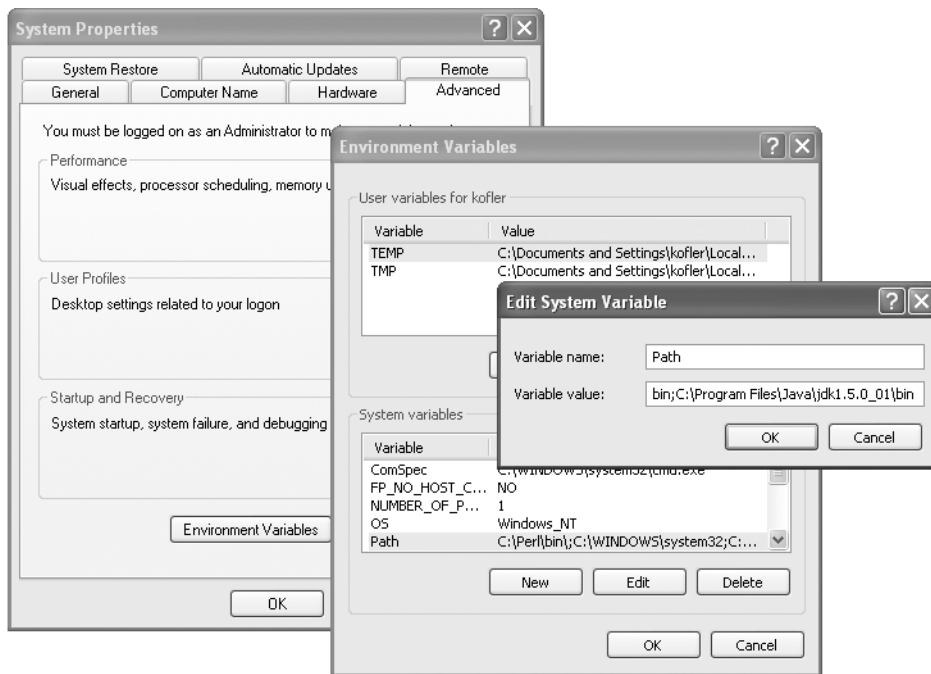 System Properties
System Restore Automatic Updates Remote
General Computer Name Hardware Advanced
You must be logged on as an Administrator to
Performance
Visual effects, processor scheduling, memory
User Profiles
Desktop settings related to your logon
Startup and Recovery
System startup, system failure, and debugging
Environment Variables
OK
Environment Variables
User variables for kofler
Variable Value
TEMP C:\Documents and Settings\kofler\Local...
TMP C:\Documents and Settings\kofler\Local...
System variables
Variable
ComSpec C:\WINDOWS\system32\cmd.exe
FP_NO_HOST_C... NO
NUMBER_OF_P... 1
OS Windows_NT
Path C:\Perl\bin\;C:\WINDOWS\system32;C:...
New Edit Delete
OK Cancel
Edit System Variable
Variable name: Path
Variable value: bin;C:\Program Files\Java\jdk1.5.0_01\bin
OK Cancel